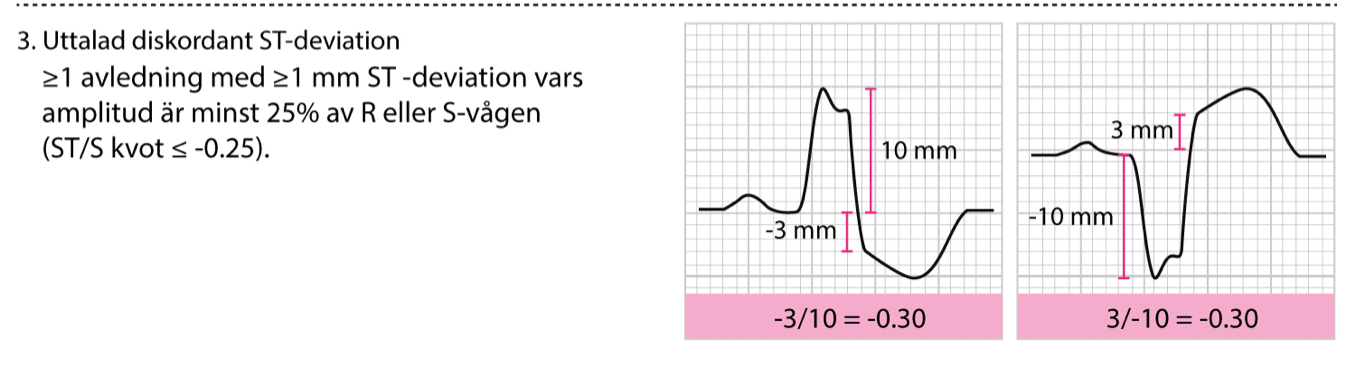 3. Uttalad diskordant ST-deviation
≥1 avledning med ≥1 mm ST -deviation vars
amplitud är minst 25% av R eller S-vågen
(ST/S kvot ≤ -0.25).
10 mm
-3 mm
-3/10 = -0.30
3 mm
-10 mm
3/-10 = -0.30